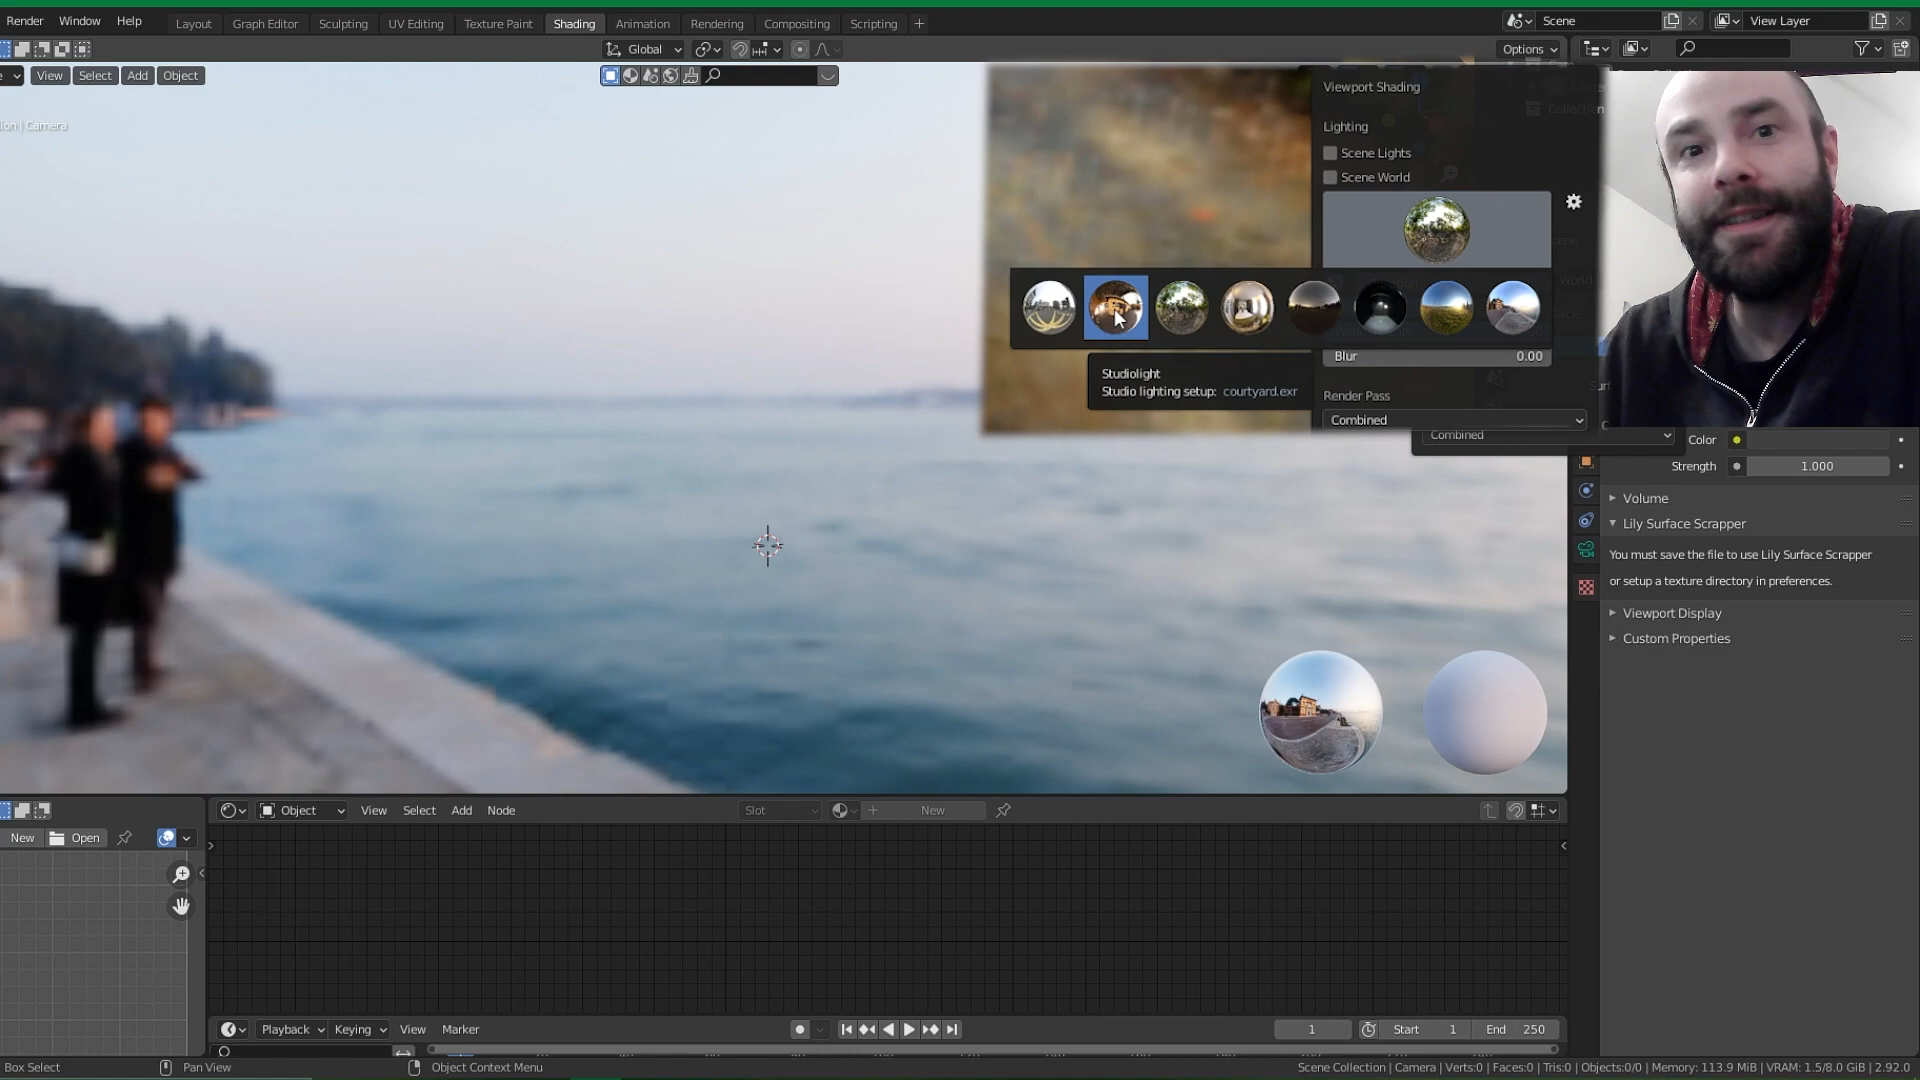 Render Window Help
Layout Graph Editor Sculpting UV Editing Texture Paint Shading Animation Rendering Compositing Scripting +
Scene View Layer
Global Options
View Select Add Object
Camera
Viewport Shading
Lighting
Scene Lights
Scene World
Studiolight
Studio lighting setup: courtyard.exr
Blur 0.00
Render Pass
Combined
Combined
Color
Strength 1.000
Volume
Lily Surface Scrapper
You must save the file to use Lily Surface Scrapper
or setup a texture directory in preferences.
Viewport Display
Custom Properties
Object View Select Add Node Slot New
New Open
Playback Keying View Marker 1 Start 1 End 250
Box Select Pan View Object Context Menu Scene Collection | Camera | Verts:0 | Faces:0 | Tris:0 | Objects:0/0 | Memory: 113.9 MiB | VRAM: 1.5/8.0 GiB | 2.92.0